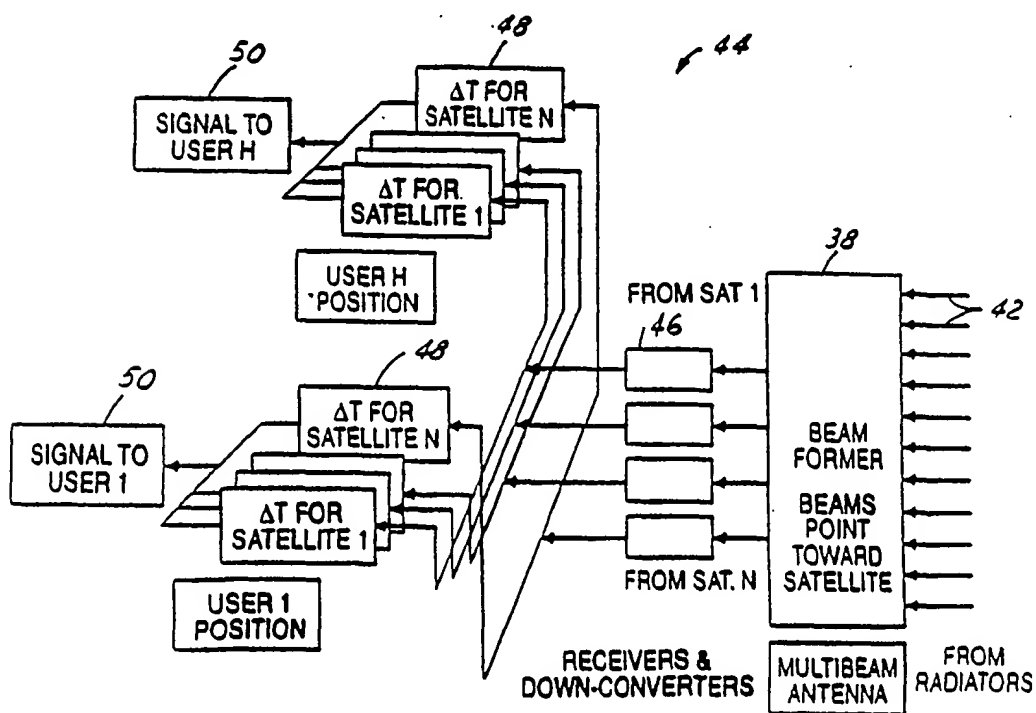 44
48
50
ΔT FOR
SATELLITE N
SIGNAL TO
USER H
ΔT FOR.
SATELLITE 1
USER H
POSITION
38
FROM SAT 1
42
46
48
50
ΔT FOR
SATELLITE N
SIGNAL TO
USER 1
ΔT FOR
SATELLITE 1
BEAM
FORMER
BEAMS
POINT
TOWARD
SATELLITE
FROM SAT. N
USER 1
POSITION
RECEIVERS &
DOWN-CONVERTERS
MULTIBEAM
ANTENNA
FROM
RADIATORS